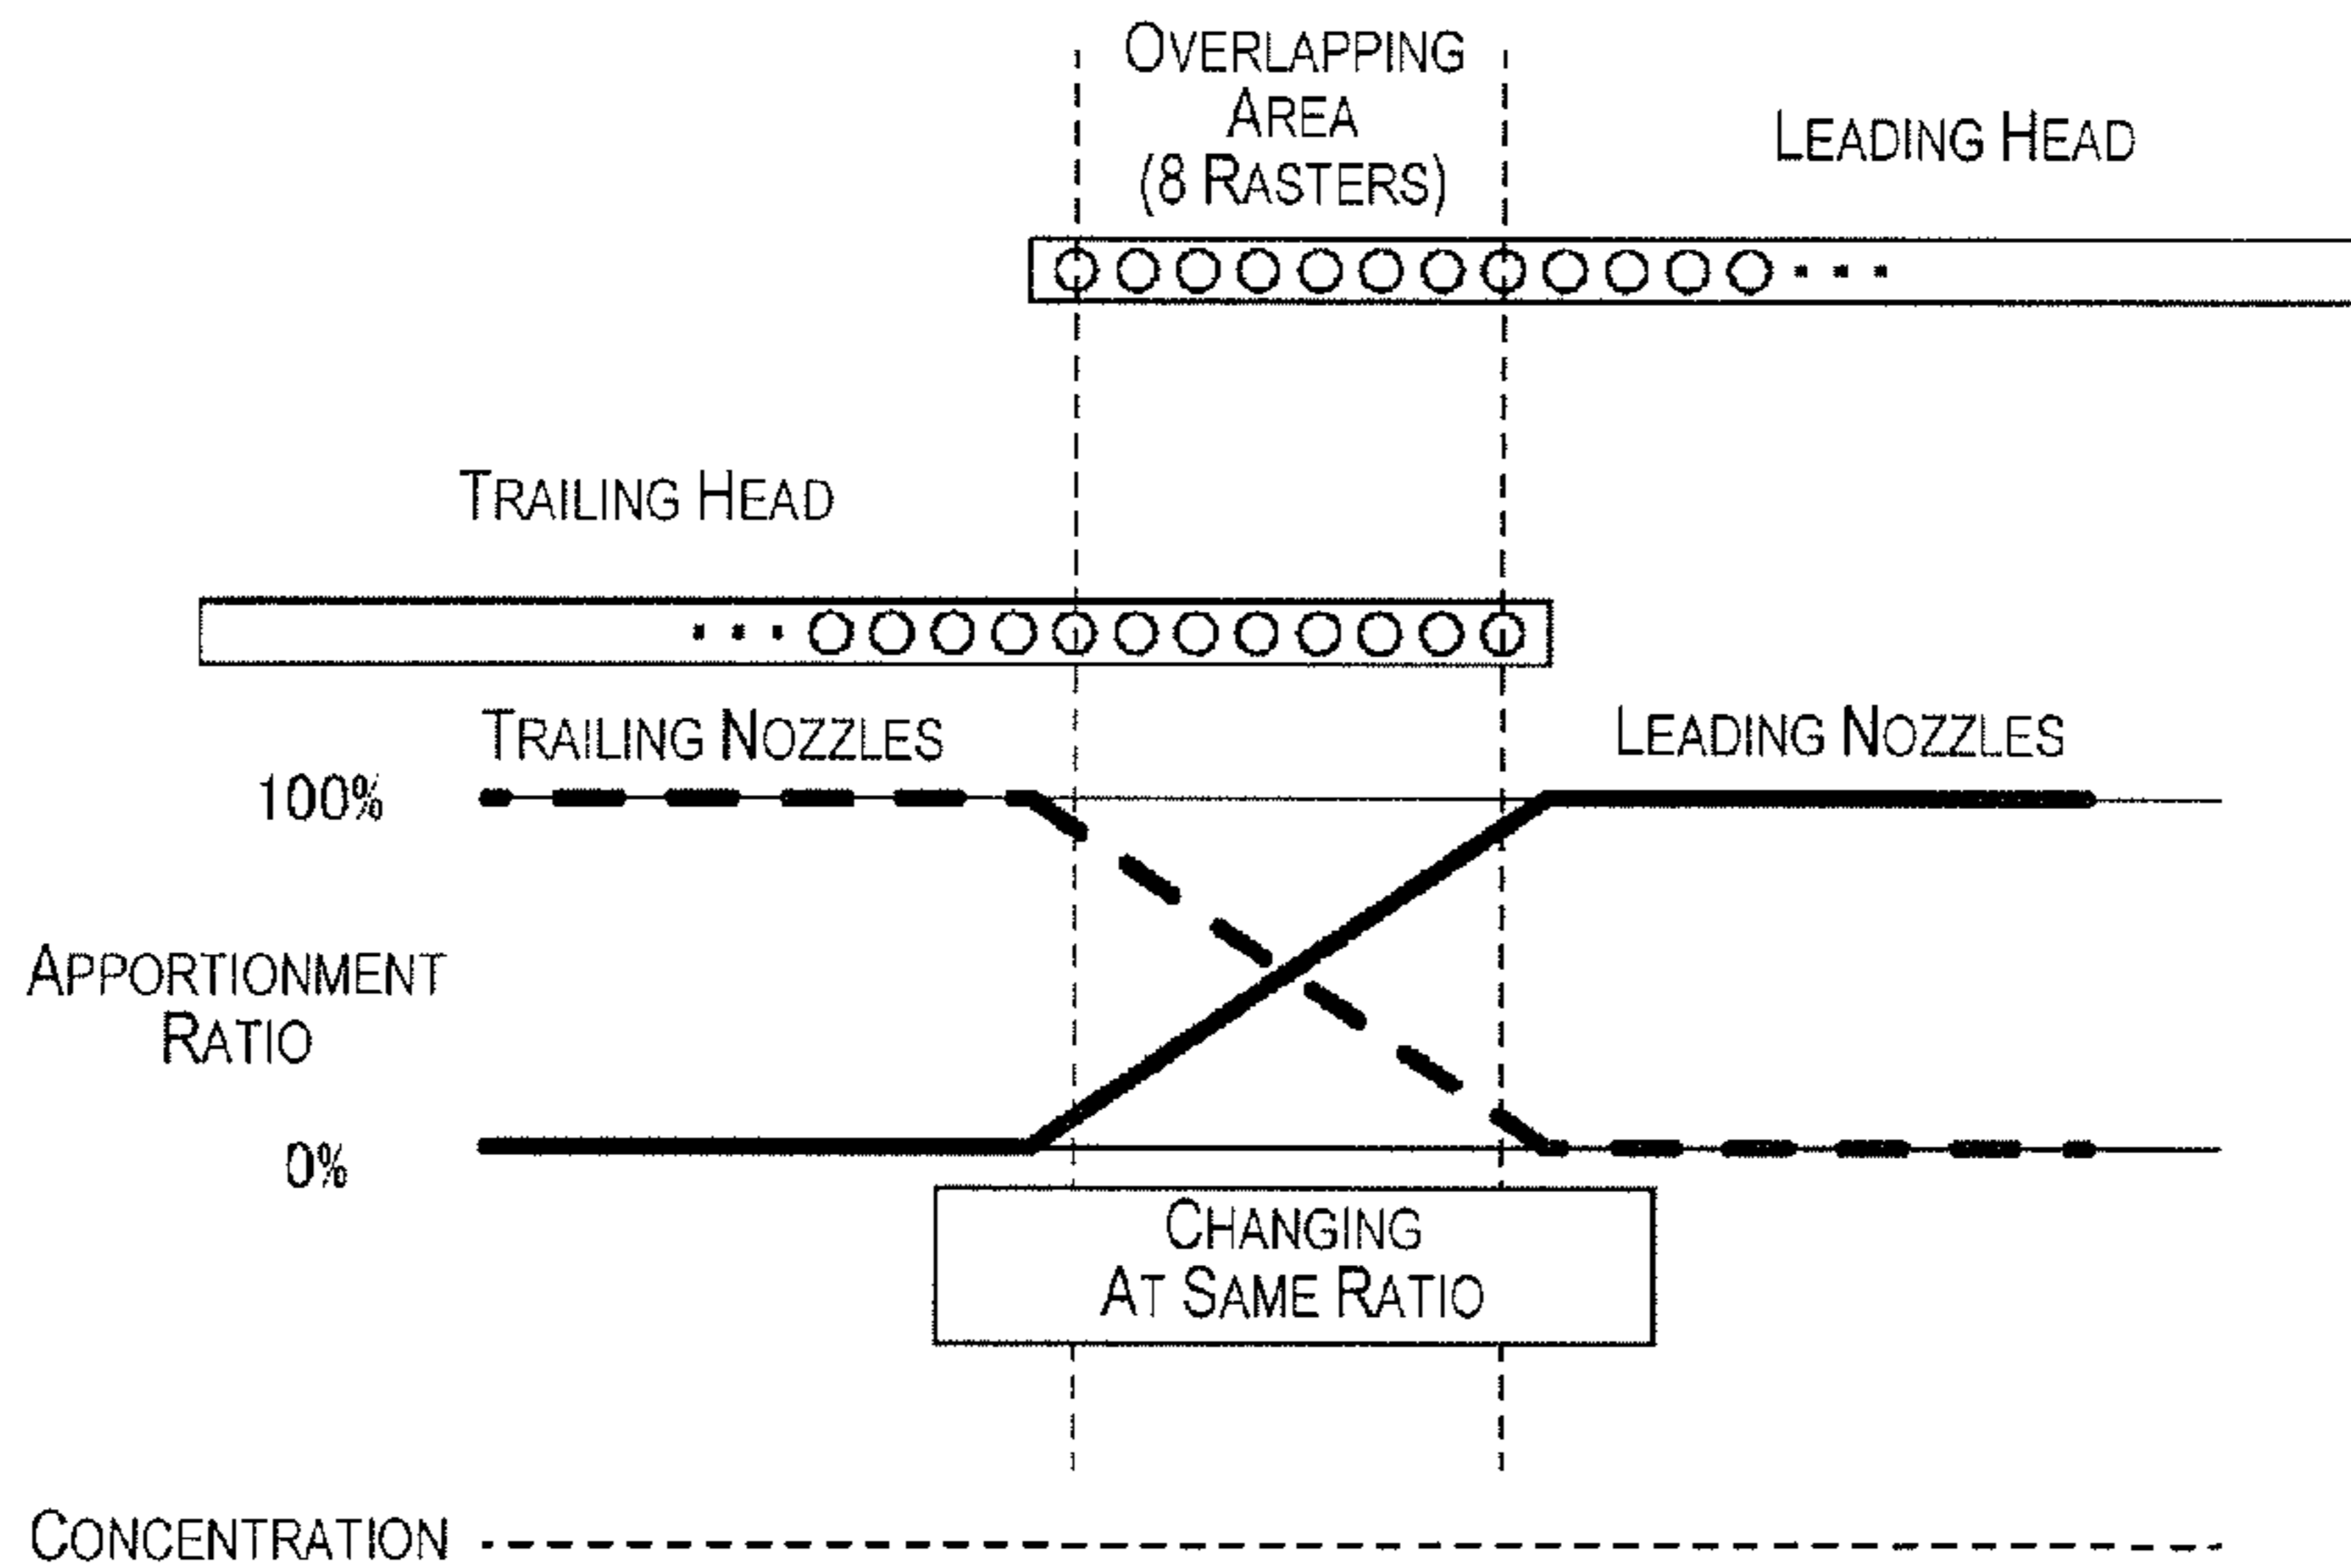 OVERLAPPING
AREA
(8 RASTERS)
LEADING HEAD
TRAILING HEAD
TRAILING NOZZLES
LEADING NOZZLES
100%
APPORTIONMENT
RATIO
0%
CHANGING
AT SAME RATIO
CONCENTRATION